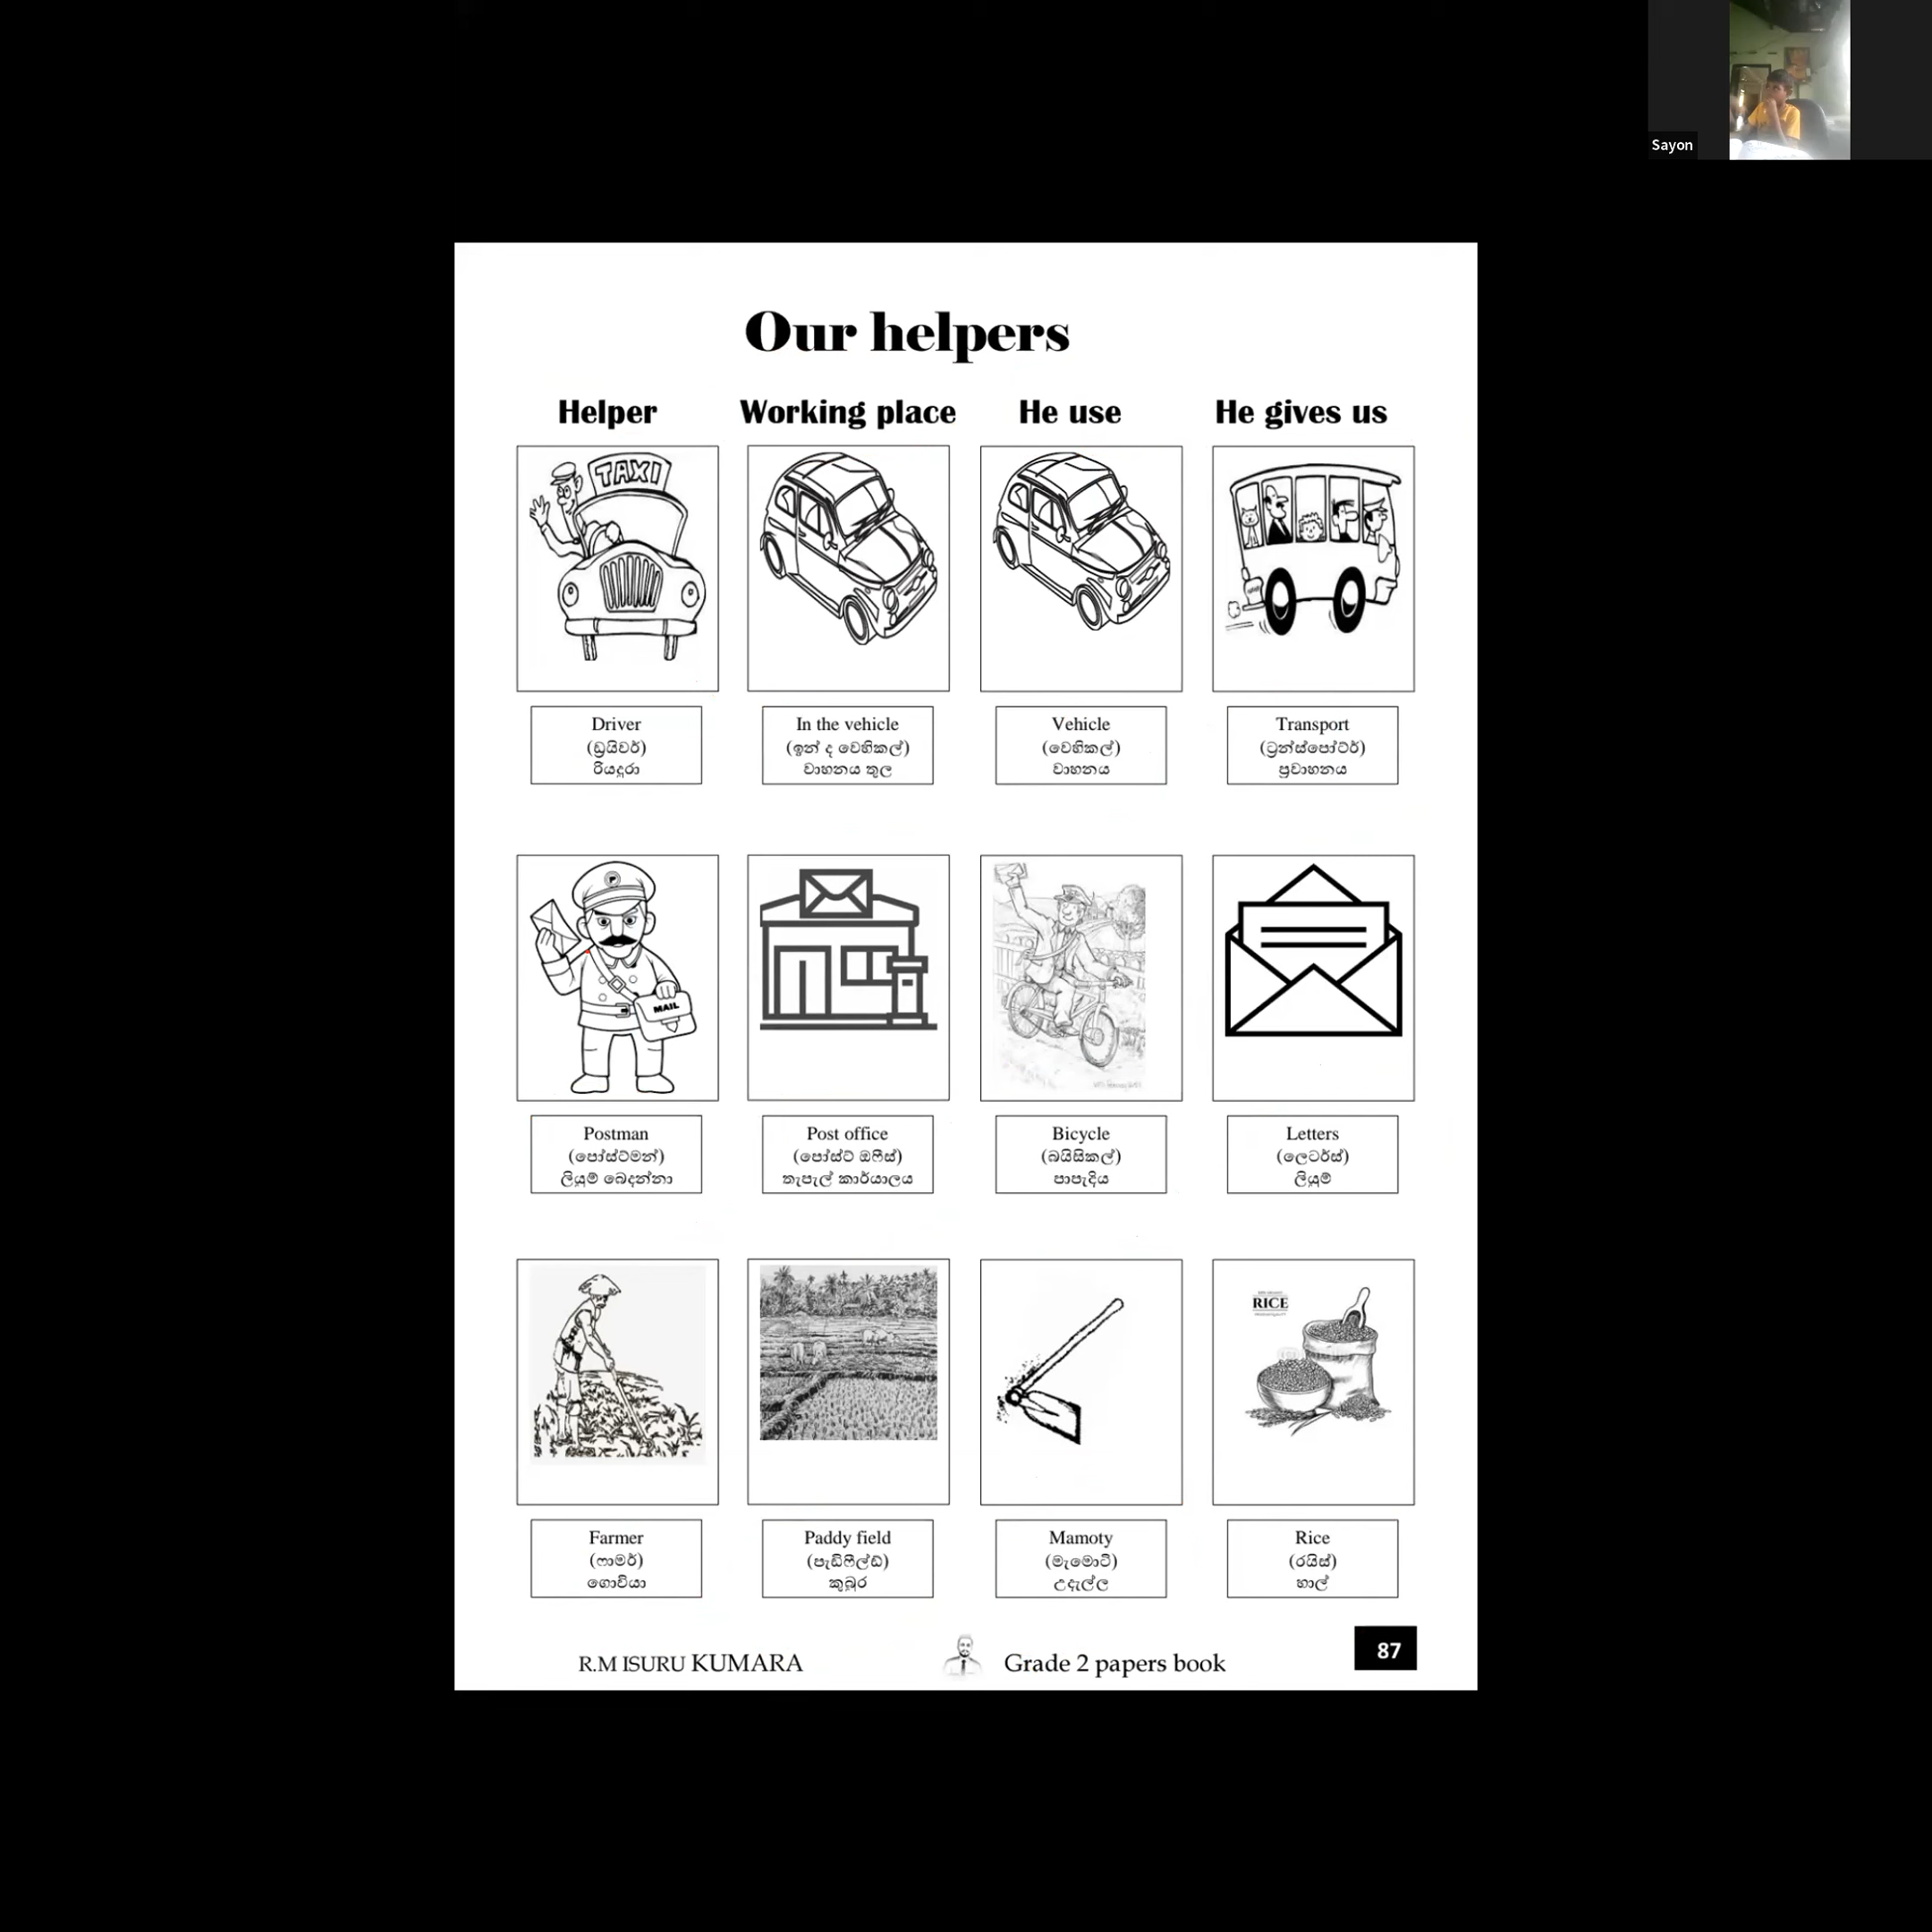 Sayon
Our helpers
Helper
Working place
He use
He gives us
TAXI
Driver
(ඩ්‍රයිවර්)
රියදුරා
In the vehicle
(ඉන් ද වෙහිකල්)
වාහනය තුල
Vehicle
(වෙහිකල්)
වාහනය
Transport
(ට්‍රන්ස්පෝර්ට්)
ප්‍රවාහනය
P
MAIL
Postman
(පෝස්ට්මන්)
ලියුම් බෙදන්නා
Post office
(පෝස්ට් ඔෆීස්)
තැපැල් කාර්යාලය
Bicycle
(බයිසිකල්)
පාපැදිය
Letters
(ලෙටර්ස්)
ලියුම්
RICE
Farmer
(ෆාමර්)
ගොවියා
Paddy field
(පැඩිෆීල්ඩ්)
කුඹුර
Mamoty
(මැමොටි)
උදැල්ල
Rice
(රයිස්)
හාල්
R.M ISURU KUMARA
Grade 2 papers book
87